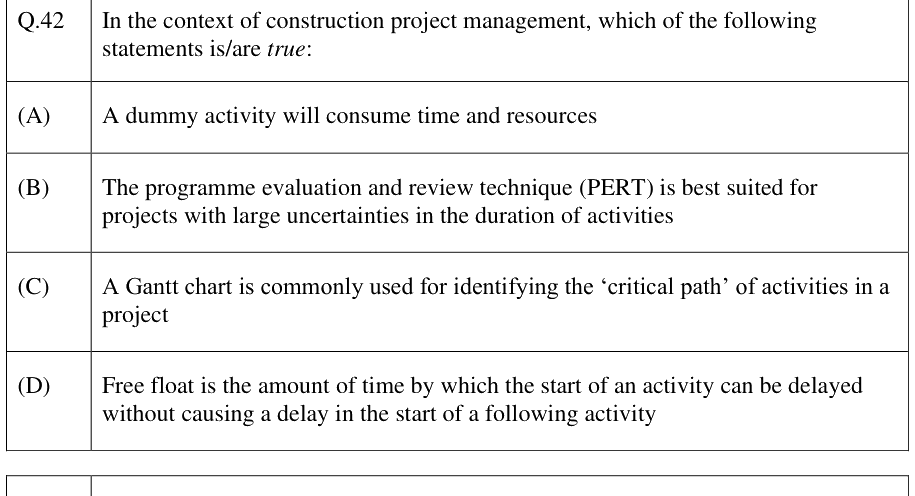 Q.42 In the context of construction project management, which of the following
statements is/are true:
(A) A dummy activity will consume time and resources
(B) The programme evaluation and review technique (PERT) is best suited for
projects with large uncertainties in the duration of activities
(C) A Gantt chart is commonly used for identifying the ‘critical path’ of activities in a
project
(D) Free float is the amount of time by which the start of an activity can be delayed
without causing a delay in the start of a following activity